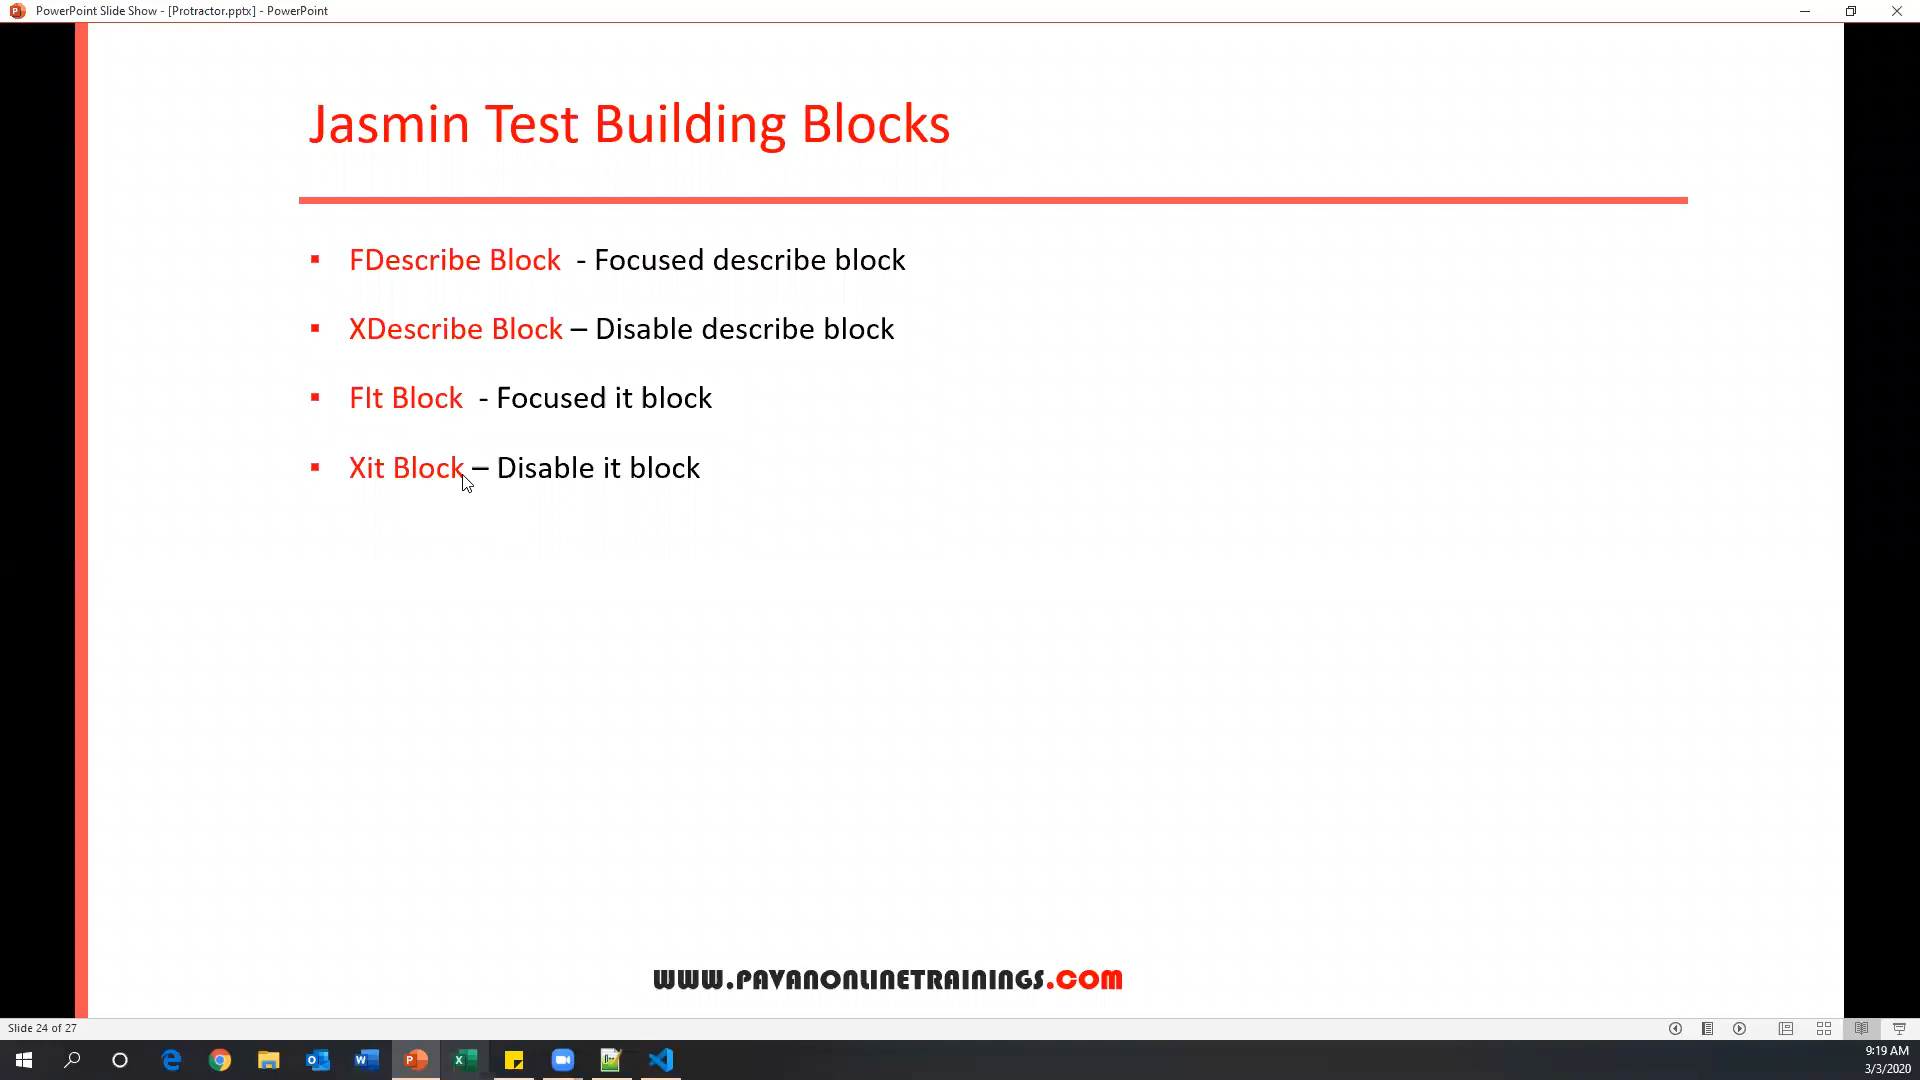 PowerPoint Slide Show - [Protractor.pptx] - PowerPoint
Jasmin Test Building Blocks
▪ FDescribe Block - Focused describe block
▪ XDescribe Block – Disable describe block
▪ FIt Block - Focused it block
▪ Xit Block – Disable it block
WWW.PAVANONLINETRAININGS.COM
Slide 24 of 27
9:19 AM
3/3/2020